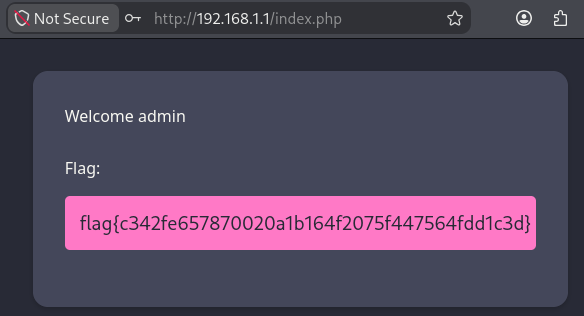 Not Secure http://192.168.1.1/index.php
Welcome admin
Flag:
flag{c342fe657870020a1b164f2075f447564fdd1c3d}